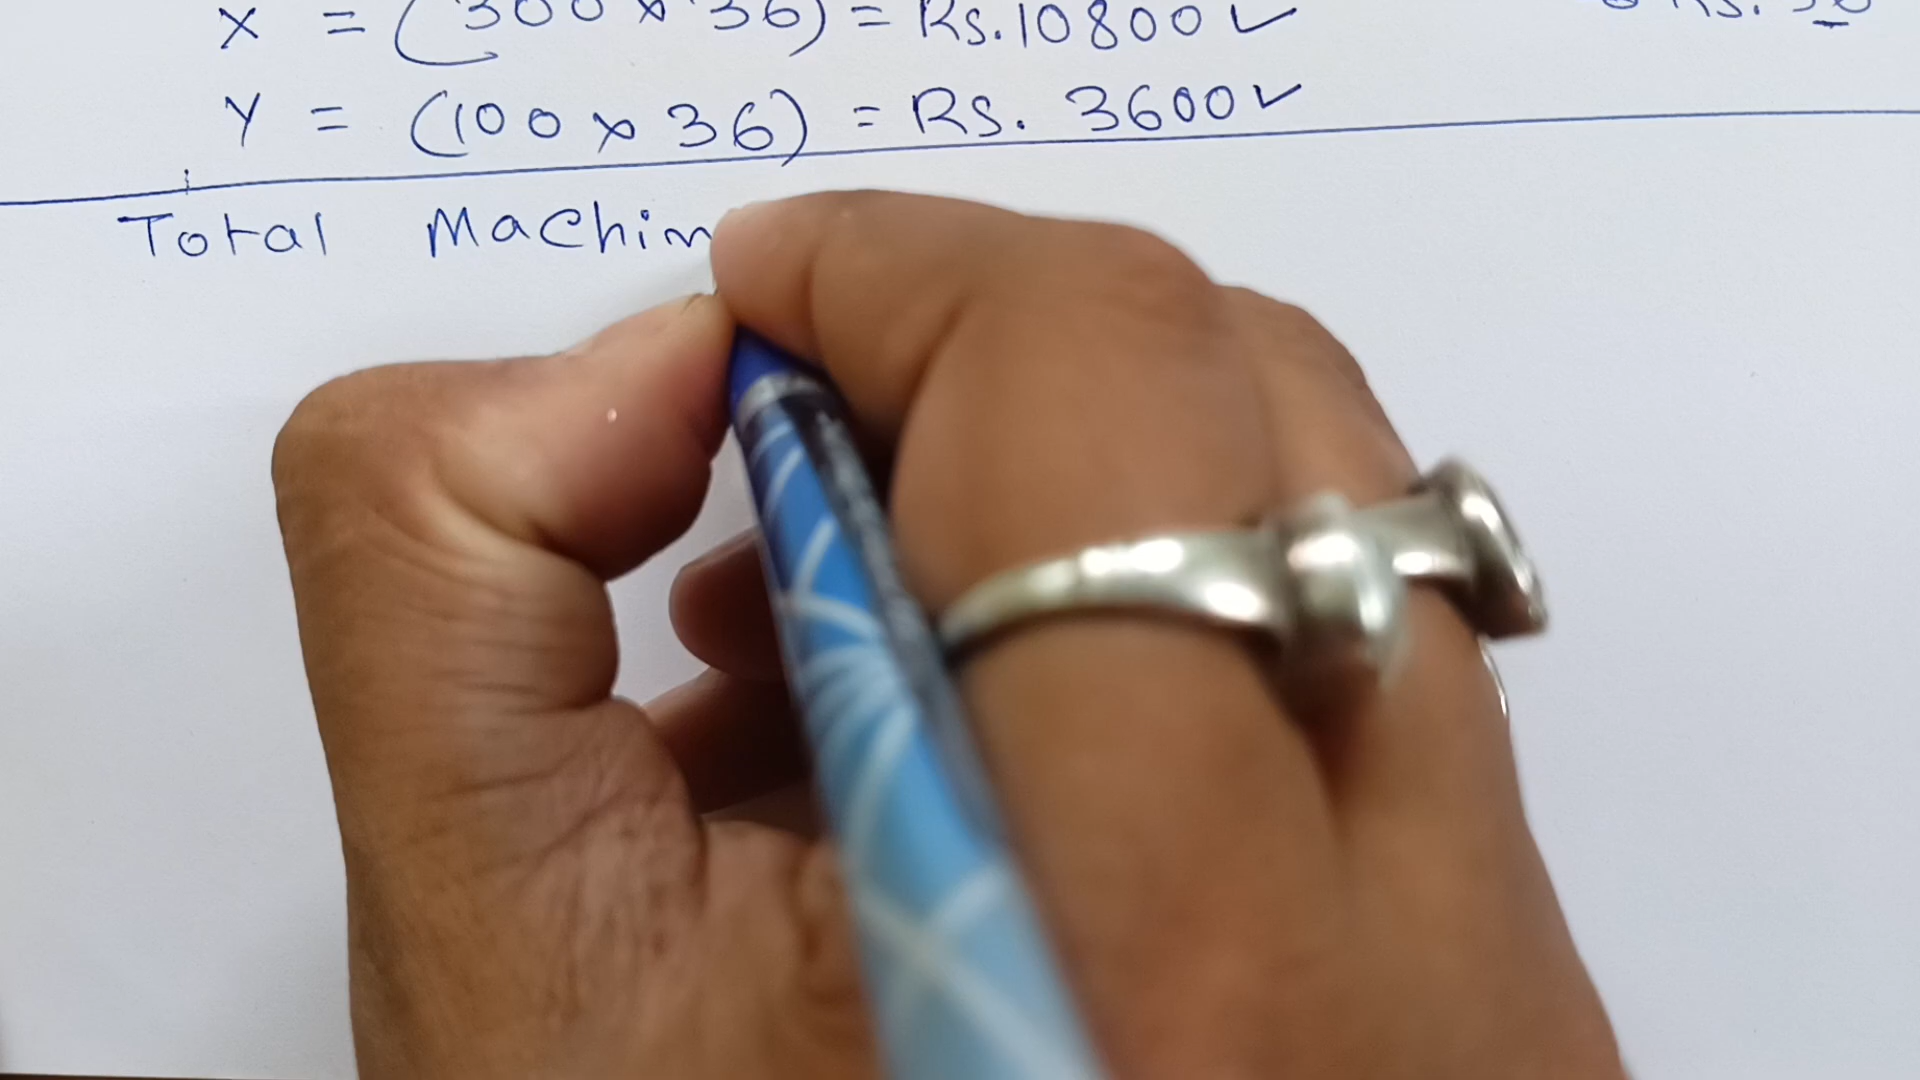 X = (300 × 36) = Rs. 10800 ✓
Y = (100 × 36) = Rs. 3600 ✓
Total Machin